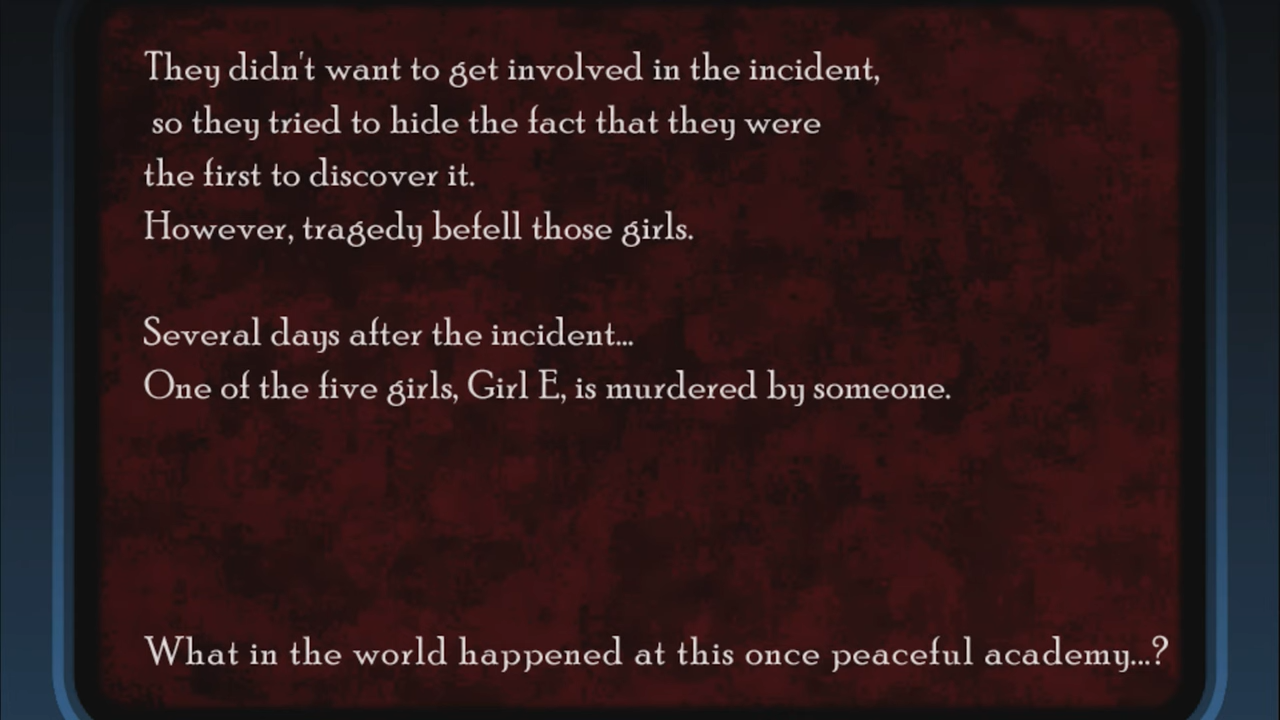 They didn't want to get involved in the incident,
so they tried to hide the fact that they were
the first to discover it.
However, tragedy befell those girls.
Several days after the incident...
One of the five girls, Girl E, is murdered by someone.
What in the world happened at this once peaceful academy...?